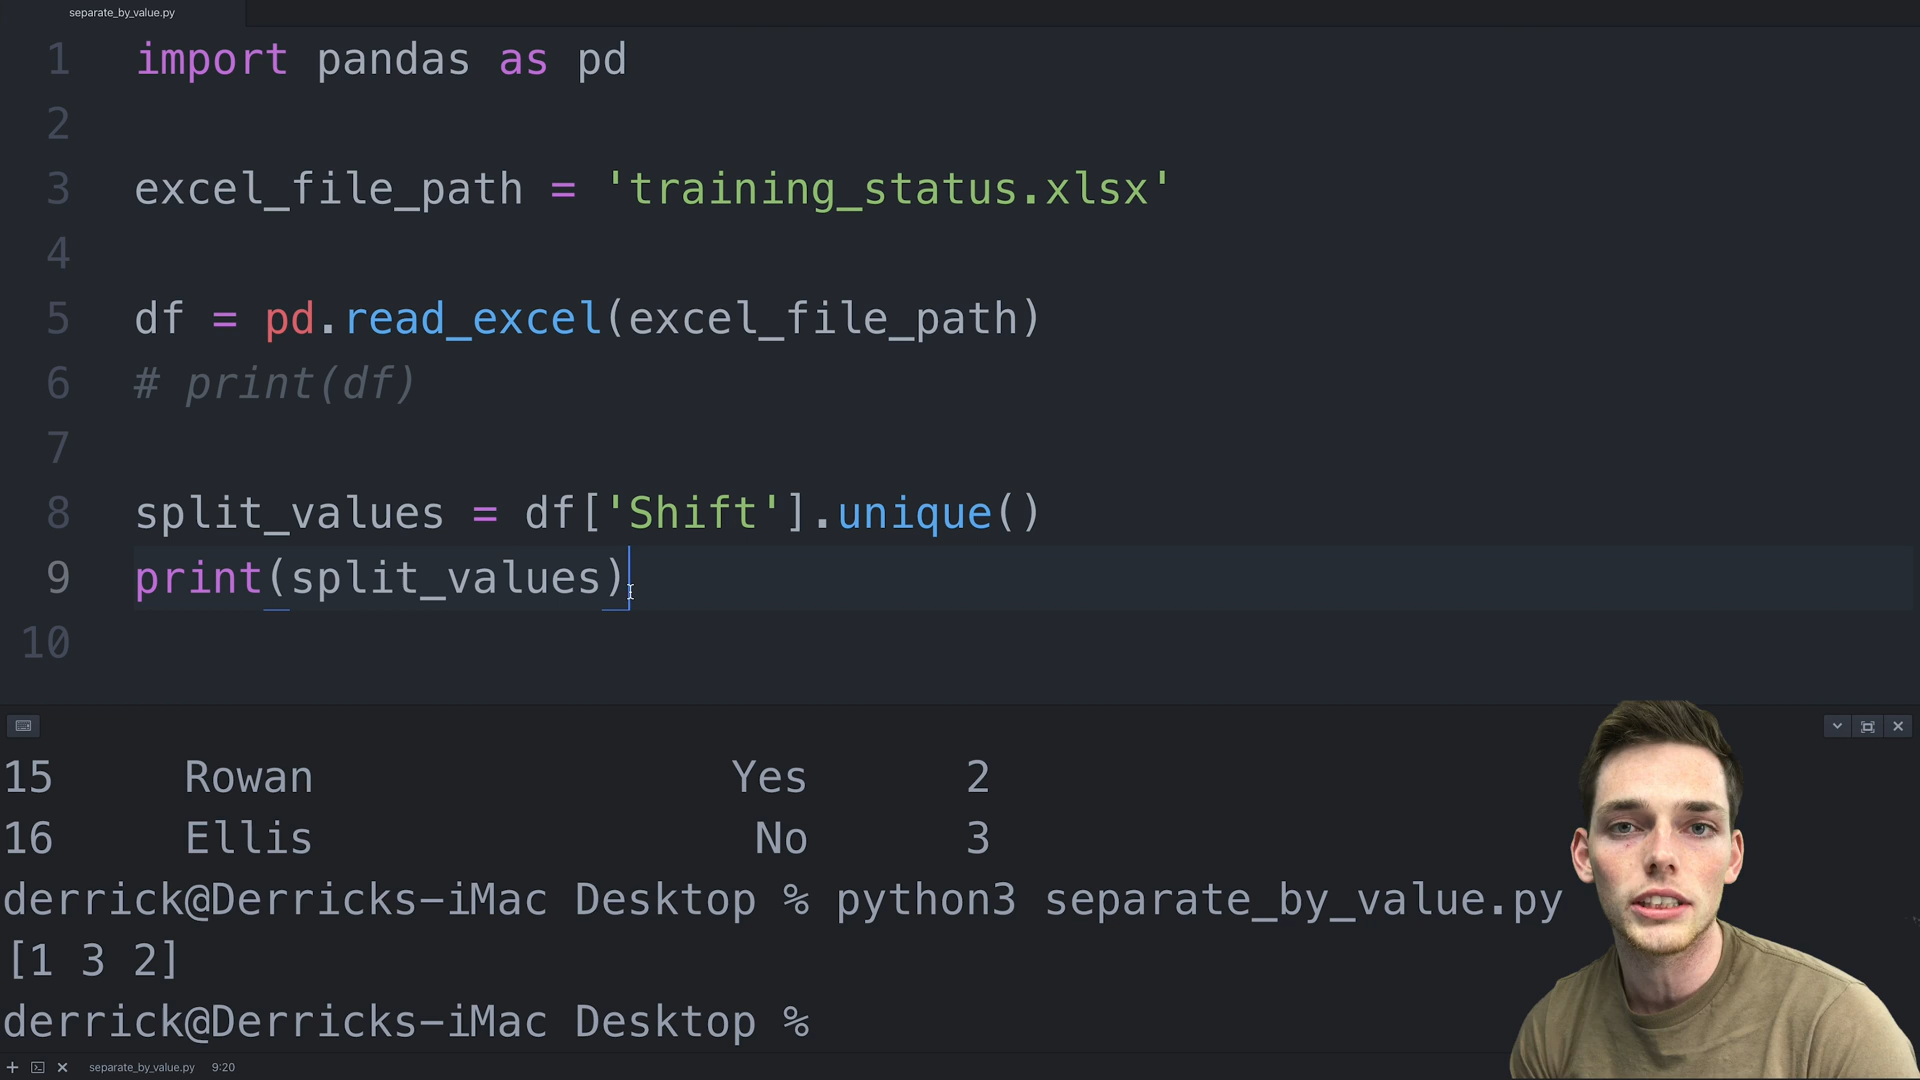 separate_by_value.py
1 import pandas as pd
2
3 excel_file_path = 'training_status.xlsx'
4
5 df = pd.read_excel(excel_file_path)
6 # print(df)
7
8 split_values = df['Shift'].unique()
9 print(split_values)
10
15 Rowan Yes 2
16 Ellis No 3
derrick@Derricks-iMac Desktop % python3 separate_by_value.py
[1 3 2]
derrick@Derricks-iMac Desktop %
separate_by_value.py 9:20